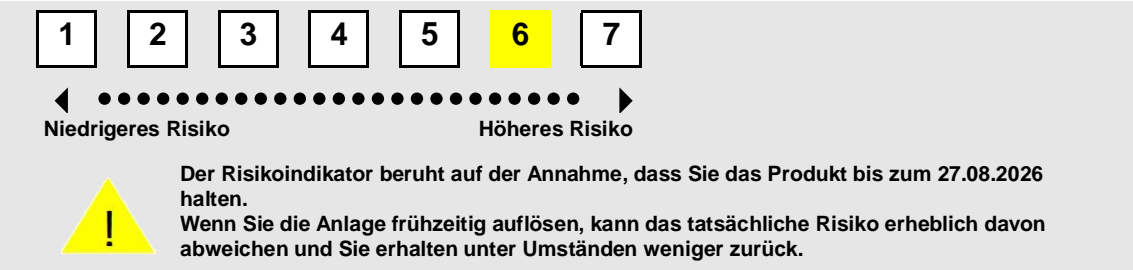 1 2 3 4 5 6 7
Niedrigeres Risiko Höheres Risiko
Der Risikoindikator beruht auf der Annahme, dass Sie das Produkt bis zum 27.08.2026
halten.
Wenn Sie die Anlage frühzeitig auflösen, kann das tatsächliche Risiko erheblich davon
abweichen und Sie erhalten unter Umständen weniger zurück.
!